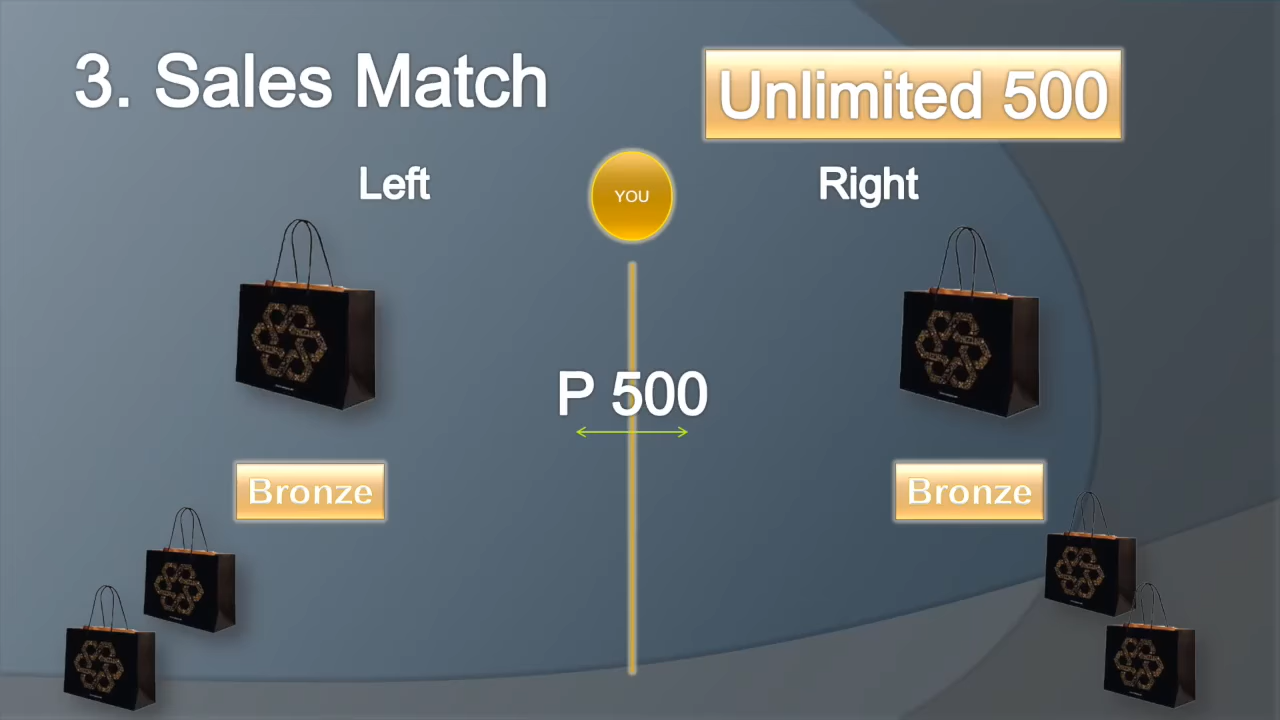 3. Sales Match
Unlimited 500
Left
YOU
Right
P 500
Bronze
Bronze